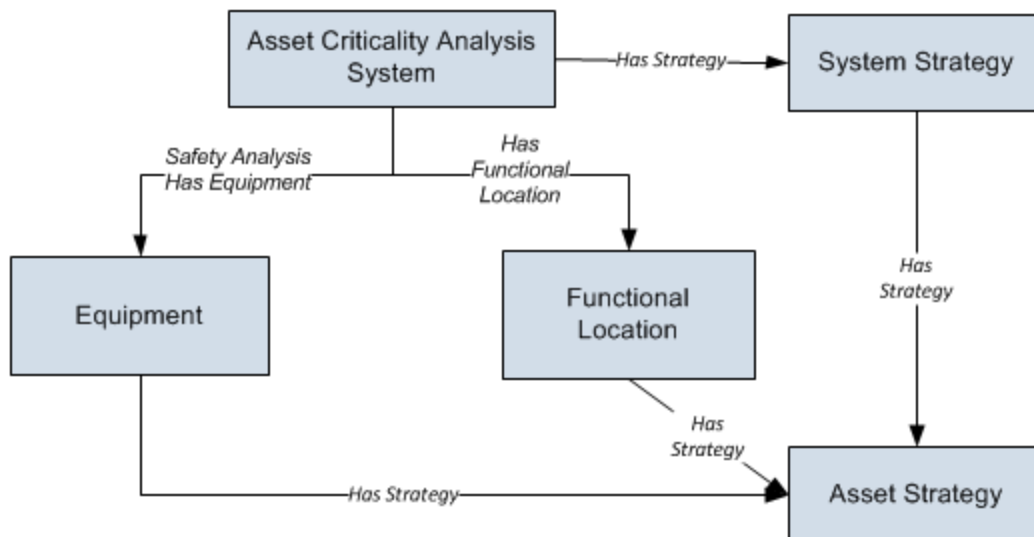 Asset Criticality Analysis
System
Has Strategy
System Strategy
Safety Analysis
Has Equipment
Has
Functional
Location
Equipment
Functional
Location
Has
Strategy
Has
Strategy
Has Strategy
Asset Strategy